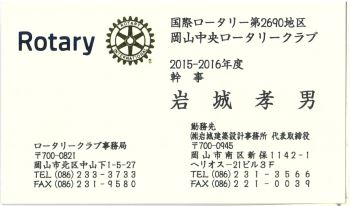 Rotary
ROTARY
INTERNATIONAL
国際ロータリー第2690地区
岡山中央ロータリークラブ
2015-2016年度
幹 事
岩 城 孝 男
ロータリークラブ事務局
〒700-0821
岡山市北区中山下1-5-27
TEL(086)233-3733
FAX(086)231-9580
勤務先
㈱岩城建築設計事務所 代表取締役
〒700-0945
岡山市南区新保1142-1
ヘリオス-21ビル3F
TEL(086)231-3566
FAX(086)221-0039